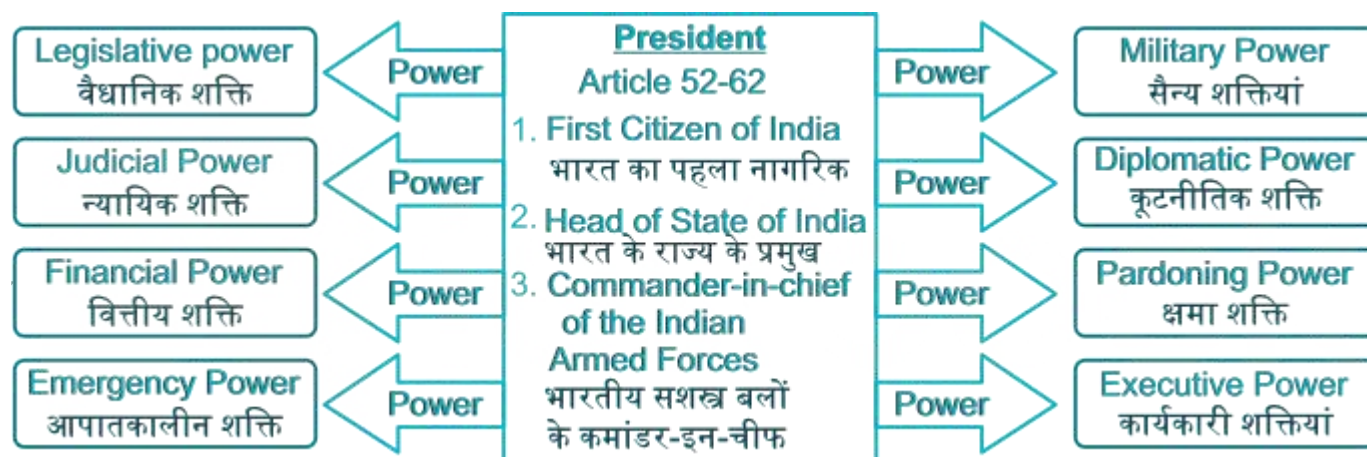 Legislative power
वैधानिक शक्ति
Power
Judicial Power
न्यायिक शक्ति
Power
Financial Power
वित्तीय शक्ति
Power
Emergency Power
आपातकालीन शक्ति
Power
President
Article 52-62
1. First Citizen of India
भारत का पहला नागरिक
2. Head of State of India
भारत के राज्य के प्रमुख
3. Commander-in-chief
of the Indian
Armed Forces
भारतीय सशस्त्र बलों
के कमांडर-इन-चीफ
Power
Military Power
सैन्य शक्तियां
Power
Diplomatic Power
कूटनीतिक शक्ति
Power
Pardoning Power
क्षमा शक्ति
Power
Executive Power
कार्यकारी शक्तियां